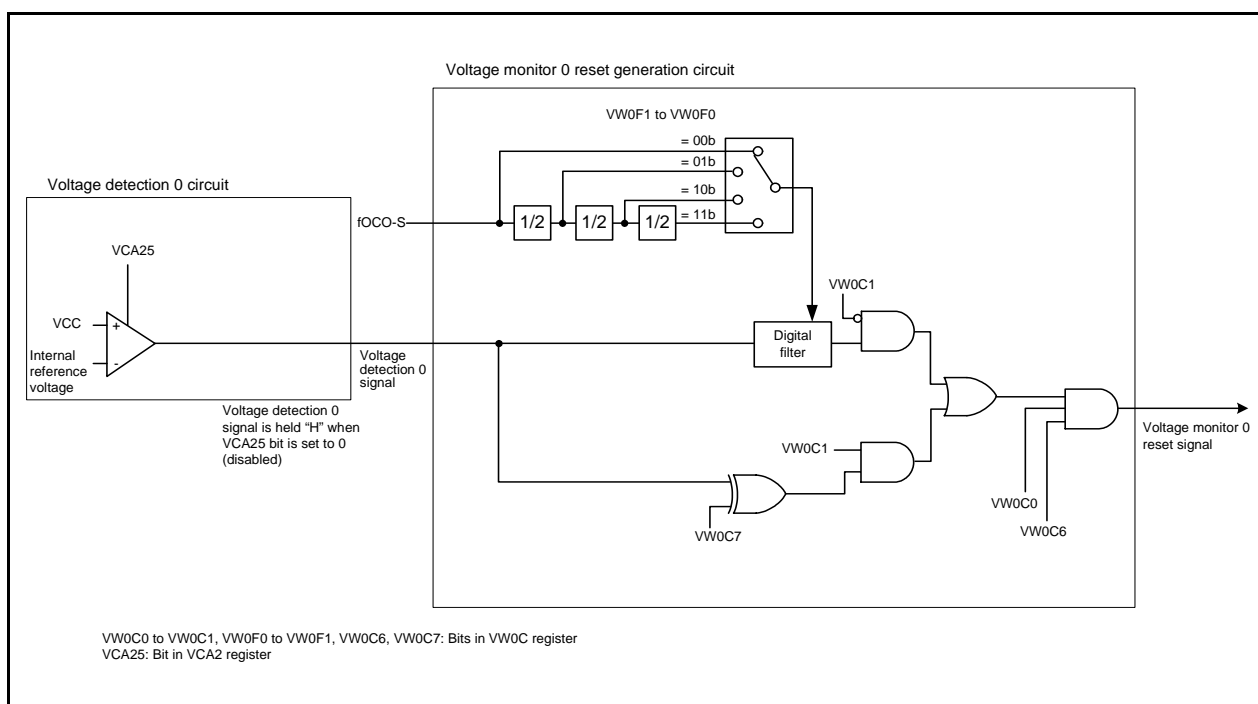 Voltage monitor 0 reset generation circuit
VW0F1 to VW0F0
= 00b
= 01b
= 10b
= 11b
Voltage detection 0 circuit
fOCO-S
1/2
1/2
1/2
VCA25
VW0C1
VCC
+
-
Internal
reference
voltage
Voltage
detection 0
signal
Digital
filter
Voltage detection 0
signal is held “H” when
VCA25 bit is set to 0
(disabled)
Voltage monitor 0
reset signal
VW0C1
VW0C7
VW0C0
VW0C6
VW0C0 to VW0C1, VW0F0 to VW0F1, VW0C6, VW0C7: Bits in VW0C register
VCA25: Bit in VCA2 register